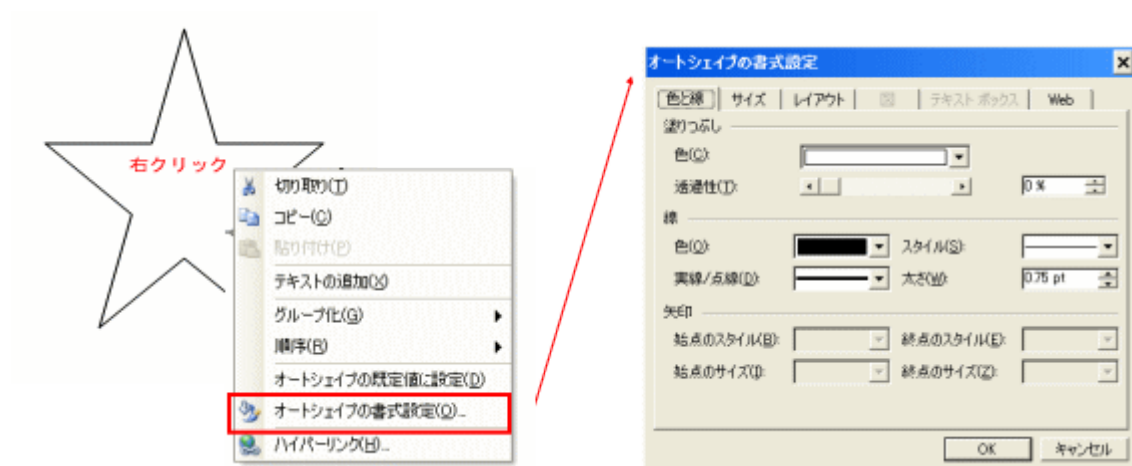 右クリック
切り取り(T)
コピー(C)
貼り付け(P)
テキストの追加(X)
グループ化(G)
順序(R)
オートシェイプの既定値に設定(D)
オートシェイプの書式設定(O)...
ハイパーリンク(H)...
オートシェイプの書式設定
色と線 サイズ レイアウト 図 テキスト ボックス Web
塗りつぶし
色(C):
透過性(T): 0 %
線
色(O): スタイル(S):
実線/点線(D): 太さ(W): 0.75 pt
矢印
始点のスタイル(B): 終点のスタイル(E):
始点のサイズ(I): 終点のサイズ(Z):
OK キャンセル